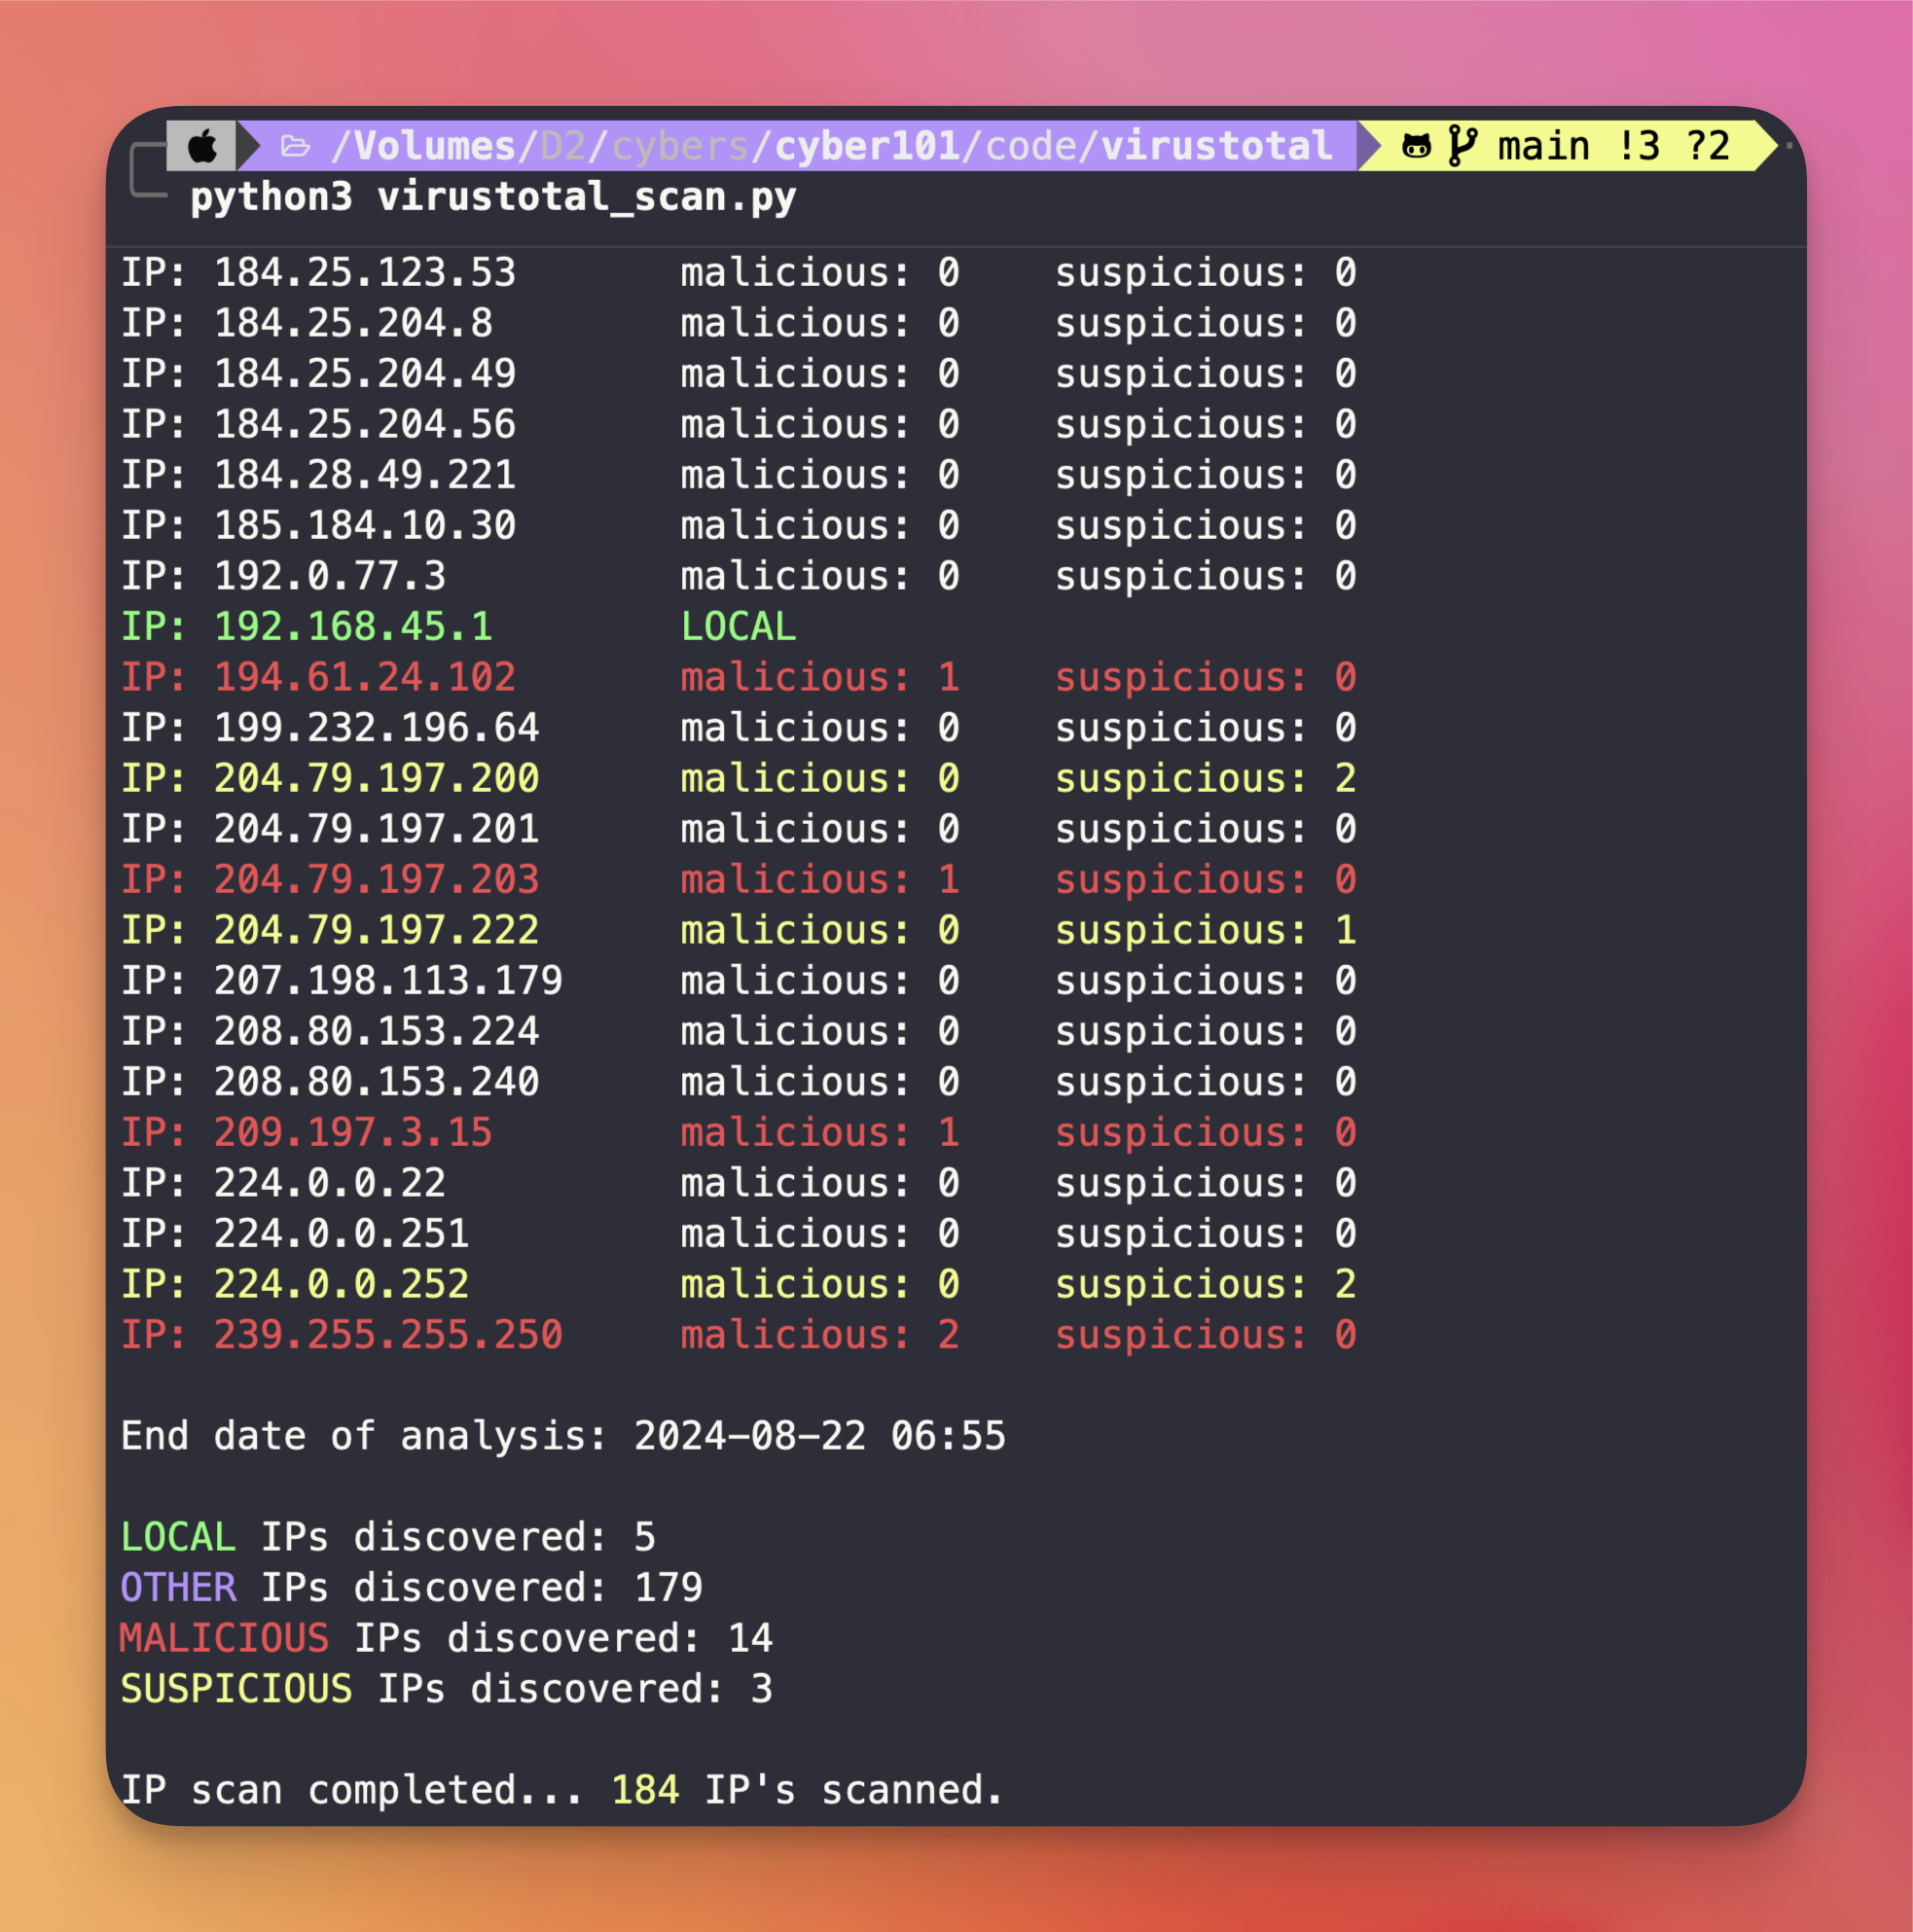 /Volumes/D2/cybers/cyber101/code/virustotal main !3 ?2
python3 virustotal_scan.py
IP: 184.25.123.53 malicious: 0 suspicious: 0
IP: 184.25.204.8 malicious: 0 suspicious: 0
IP: 184.25.204.49 malicious: 0 suspicious: 0
IP: 184.25.204.56 malicious: 0 suspicious: 0
IP: 184.28.49.221 malicious: 0 suspicious: 0
IP: 185.184.10.30 malicious: 0 suspicious: 0
IP: 192.0.77.3 malicious: 0 suspicious: 0
IP: 192.168.45.1 LOCAL
IP: 194.61.24.102 malicious: 1 suspicious: 0
IP: 199.232.196.64 malicious: 0 suspicious: 0
IP: 204.79.197.200 malicious: 0 suspicious: 2
IP: 204.79.197.201 malicious: 0 suspicious: 0
IP: 204.79.197.203 malicious: 1 suspicious: 0
IP: 204.79.197.222 malicious: 0 suspicious: 1
IP: 207.198.113.179 malicious: 0 suspicious: 0
IP: 208.80.153.224 malicious: 0 suspicious: 0
IP: 208.80.153.240 malicious: 0 suspicious: 0
IP: 209.197.3.15 malicious: 1 suspicious: 0
IP: 224.0.0.22 malicious: 0 suspicious: 0
IP: 224.0.0.251 malicious: 0 suspicious: 0
IP: 224.0.0.252 malicious: 0 suspicious: 2
IP: 239.255.255.250 malicious: 2 suspicious: 0
End date of analysis: 2024-08-22 06:55
LOCAL IPs discovered: 5
OTHER IPs discovered: 179
MALICIOUS IPs discovered: 14
SUSPICIOUS IPs discovered: 3
IP scan completed... 184 IP's scanned.